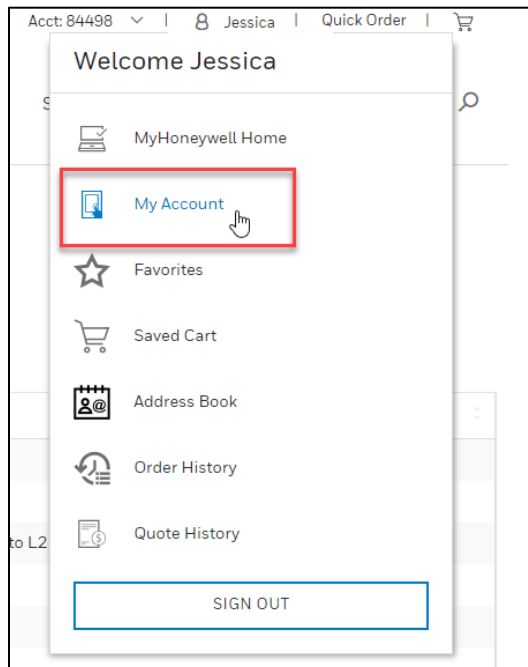 Acct: 84498 | Jessica | Quick Order |
Welcome Jessica
S
MyHoneywell Home
My Account
Favorites
Saved Cart
Address Book
Order History
Quote History
to L2
SIGN OUT